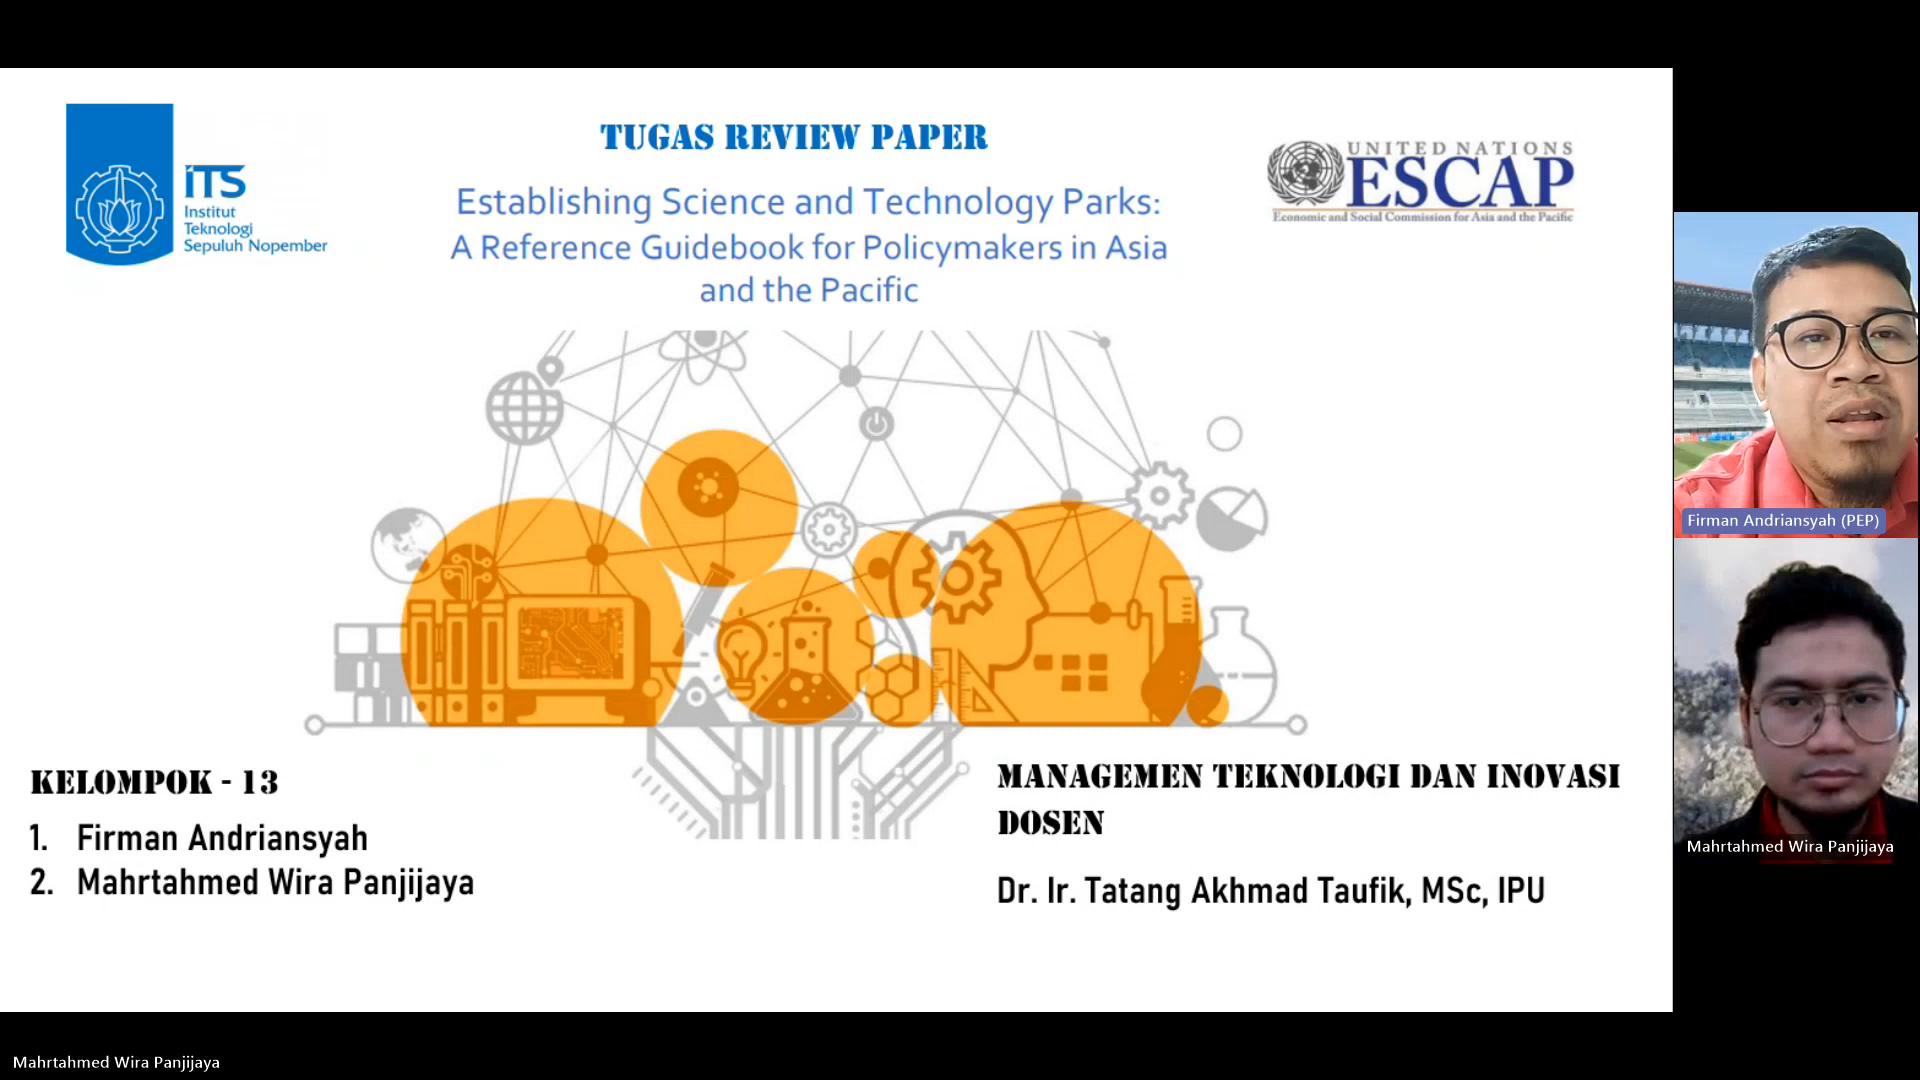 iTS
Institut
Teknologi
Sepuluh Nopember
TUGAS REVIEW PAPER
Establishing Science and Technology Parks:
A Reference Guidebook for Policymakers in Asia
and the Pacific
UNITED NATIONS
ESCAP
Economic and Social Commission for Asia and the Pacific
KELOMPOK - 13
1. Firman Andriansyah
2. Mahrtahmed Wira Panjijaya
MANAGEMEN TEKNOLOGI DAN INOVASI
DOSEN
Dr. Ir. Tatang Akhmad Taufik, MSc, IPU
Firman Andriansyah (PEP)
Mahrtahmed Wira Panjijaya
Mahrtahmed Wira Panjijaya